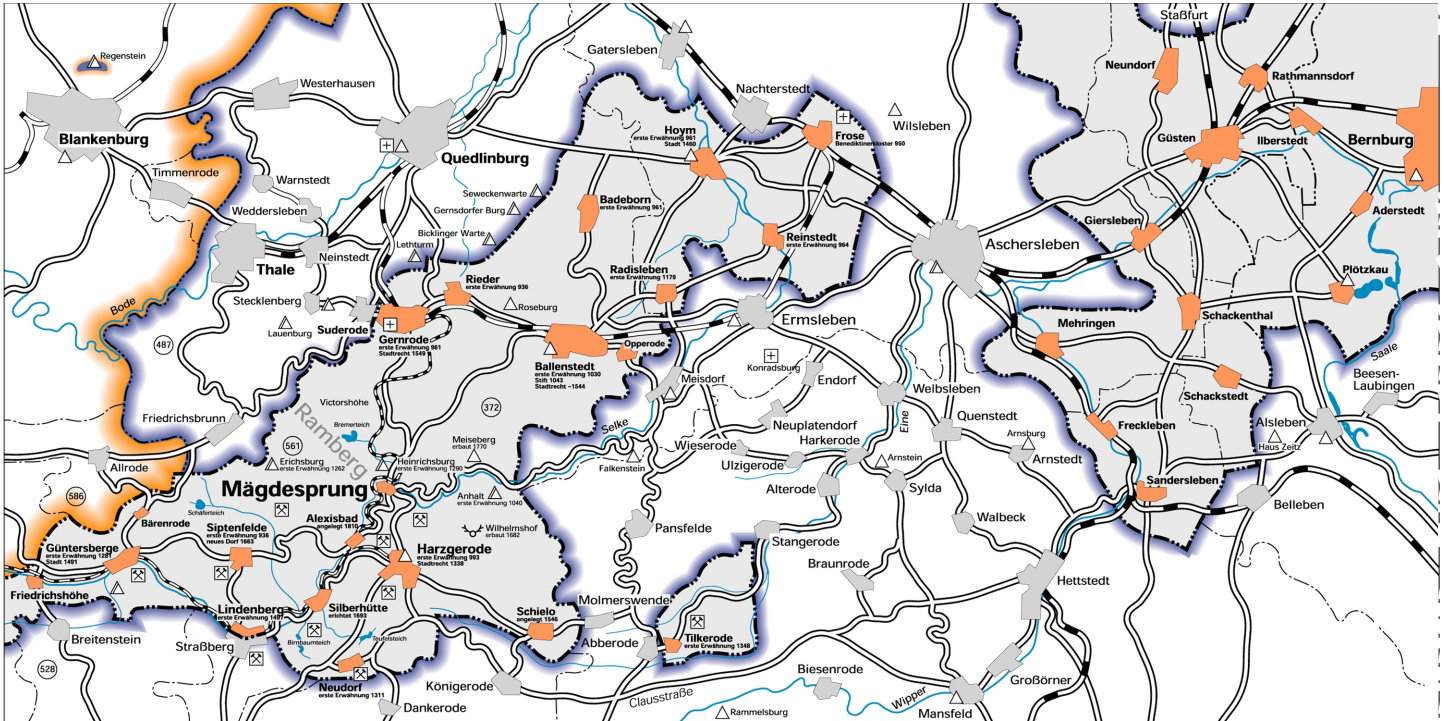 Staßfurt
Gatersleben
Regenstein
Neundorf
Rathmannsdorf
Westerhausen
Nachterstedt
Wilsleben
Blankenburg
Hoym
erste Erwähnung 961
Stadt 1460
Frose
Benediktinerkloster 950
Güsten
Ilberstedt
Bernburg
Quedlinburg
Timmenrode
Warnstedt
Seweckenwarte
Gernsdorfer Burg
Badeborn
erste Erwähnung 961
Weddersleben
Giersleben
Aderstedt
Bicklinger Warte
Reinstedt
erste Erwähnung 964
Aschersleben
Lethturm
Neinstedt
Thale
Radisleben
erste Erwähnung 1179
Plötzkau
Rieder
erste Erwähnung 936
Bode
Stecklenberg
Roseburg
Lauenburg
Suderode
Ermsleben
Mehringen
Schackenthal
487
Gernrode
erste Erwähnung 961
Stadtrecht 1549
Opperode
Ballenstedt
erste Erwähnung 1030
Stift 1043
Stadtrecht ~1544
Konradsburg
Saale
Meisdorf
Endorf
Welbsleben
Beesen-
Laubingen
Schackstedt
Victorshöhe
372
Friedrichsbrunn
Bremerteich
Ramberg
Selke
Neuplatendorf
Harkerode
Eine
Quenstedt
Freckleben
Alsleben
Haus Zeitz
561
Meiseberg
erbaut 1770
Wieserode
Arnsburg
Allrode
Erichsburg
erste Erwähnung 1262
Heinrichsburg
erste Erwähnung 1290
Falkenstein
Ulzigerode
Arnstein
Arnstedt
Mägdesprung
Anhalt
erste Erwähnung 1040
Alterode
Sylda
Sandersleben
586
Schäferteich
Belleben
Bärenrode
Siptenfelde
erste Erwähnung 936
neues Dorf 1663
Alexisbad
angelegt 1810
Wilhelmshof
erbaut 1682
Pansfelde
Walbeck
Stangerode
Güntersberge
erste Erwähnung 1281
Stadt 1491
Harzgerode
erste Erwähnung 993
Stadtrecht 1338
Braunrode
Hettstedt
Friedrichshöhe
Lindenberg
erste Erwähnung 1497
Silberhütte
erichtet 1693
Schielo
angelegt 1546
Molmerswende
Tilkerode
erste Erwähnung 1348
Breitenstein
Straßberg
Birnbaumteich
Teufelsteich
Abberode
528
Neudorf
erste Erwähnung 1311
Königerode
Clausstraße
Biesenrode
Wipper
Großörner
Dankerode
Rammelsburg
Mansfeld